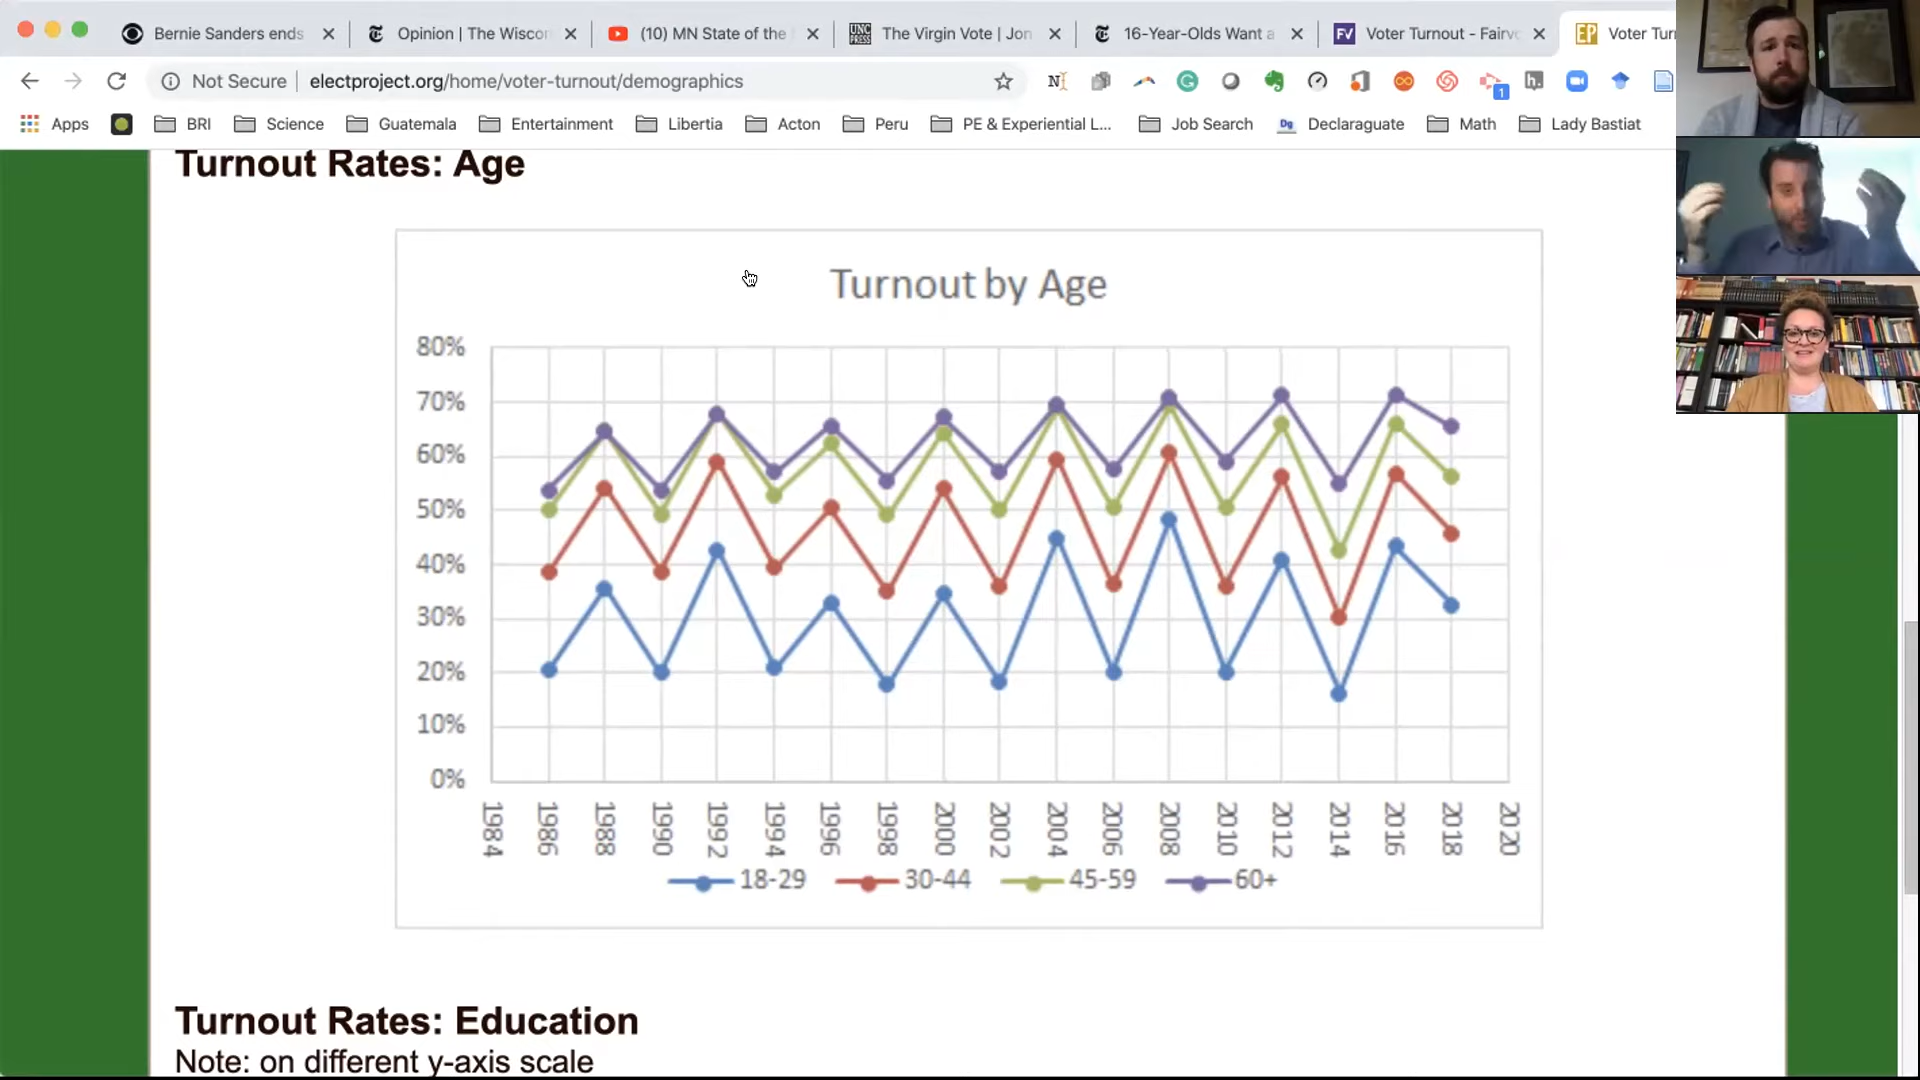 Bernie Sanders ends
Opinion | The Wiscon
(10) MN State of the
The Virgin Vote | Jon
16-Year-Olds Want a
Voter Turnout - Fairvo
Voter Tur
Not Secure
electproject.org/home/voter-turnout/demographics
1
Apps
BRI
Science
Guatemala
Entertainment
Libertia
Acton
Peru
PE & Experiential L...
Job Search
Declaraguate
Math
Lady Bastiat
Turnout Rates: Age
Turnout by Age
80%
70%
60%
50%
40%
30%
20%
10%
0%
1984
1986
1988
1990
1992
1994
1996
1998
2000
2002
2004
2006
2008
2010
2012
2014
2016
2018
2020
18-29
30-44
45-59
60+
Turnout Rates: Education
Note: on different y-axis scale